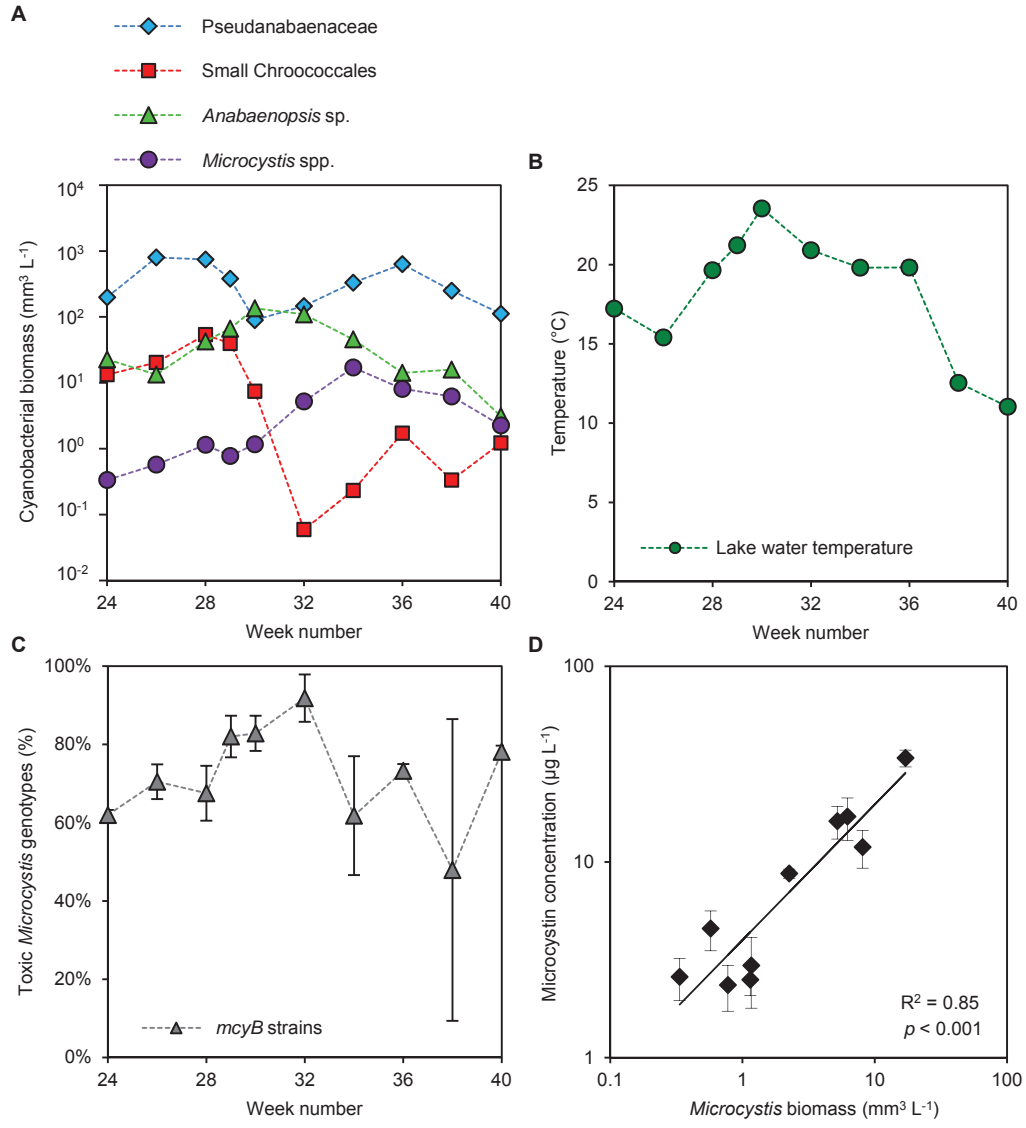 A
Pseudanabaenaceae
Small Chroococcales
Anabaenopsis sp.
Microcystis spp.
10⁴
10³
10²
10¹
10⁰
10⁻¹
10⁻²
Cyanobacterial biomass (mm³ L⁻¹)
24 28 32 36 40
Week number
B
25
20
15
10
5
0
Temperature (°C)
Lake water temperature
24 28 32 36 40
Week number
C
100%
80%
60%
40%
20%
0%
Toxic Microcystis genotypes (%)
mcyB strains
24 28 32 36 40
Week number
D
100
10
1
Microcystin concentration (µg L⁻¹)
R² = 0.85
p < 0.001
0.1 1 10 100
Microcystis biomass (mm³ L⁻¹)